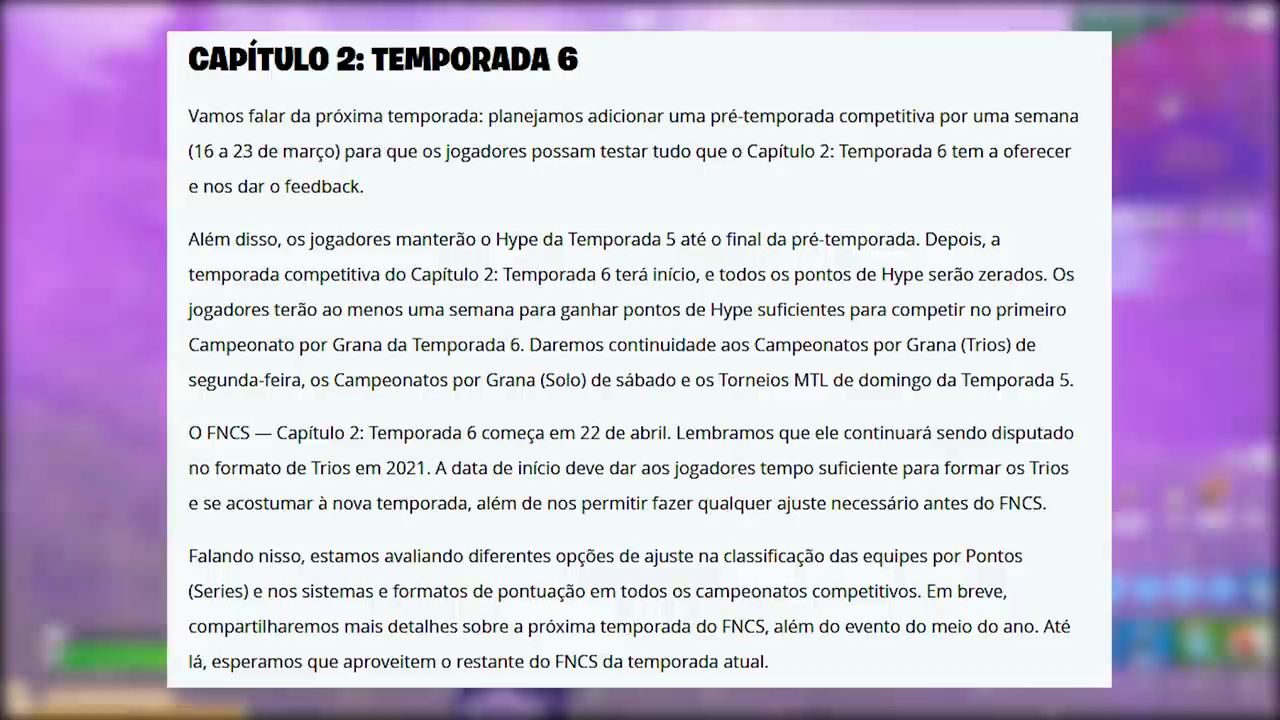 CAPÍTULO 2: TEMPORADA 6
Vamos falar da próxima temporada: planejamos adicionar uma pré-temporada competitiva por uma semana
(16 a 23 de março) para que os jogadores possam testar tudo que o Capítulo 2: Temporada 6 tem a oferecer
e nos dar o feedback.
Além disso, os jogadores manterão o Hype da Temporada 5 até o final da pré-temporada. Depois, a
temporada competitiva do Capítulo 2: Temporada 6 terá início, e todos os pontos de Hype serão zerados. Os
jogadores terão ao menos uma semana para ganhar pontos de Hype suficientes para competir no primeiro
Campeonato por Grana da Temporada 6. Daremos continuidade aos Campeonatos por Grana (Trios) de
segunda-feira, os Campeonatos por Grana (Solo) de sábado e os Torneios MTL de domingo da Temporada 5.
O FNCS — Capítulo 2: Temporada 6 começa em 22 de abril. Lembramos que ele continuará sendo disputado
no formato de Trios em 2021. A data de início deve dar aos jogadores tempo suficiente para formar os Trios
e se acostumar à nova temporada, além de nos permitir fazer qualquer ajuste necessário antes do FNCS.
Falando nisso, estamos avaliando diferentes opções de ajuste na classificação das equipes por Pontos
(Series) e nos sistemas e formatos de pontuação em todos os campeonatos competitivos. Em breve,
compartilharemos mais detalhes sobre a próxima temporada do FNCS, além do evento do meio do ano. Até
lá, esperamos que aproveitem o restante do FNCS da temporada atual.